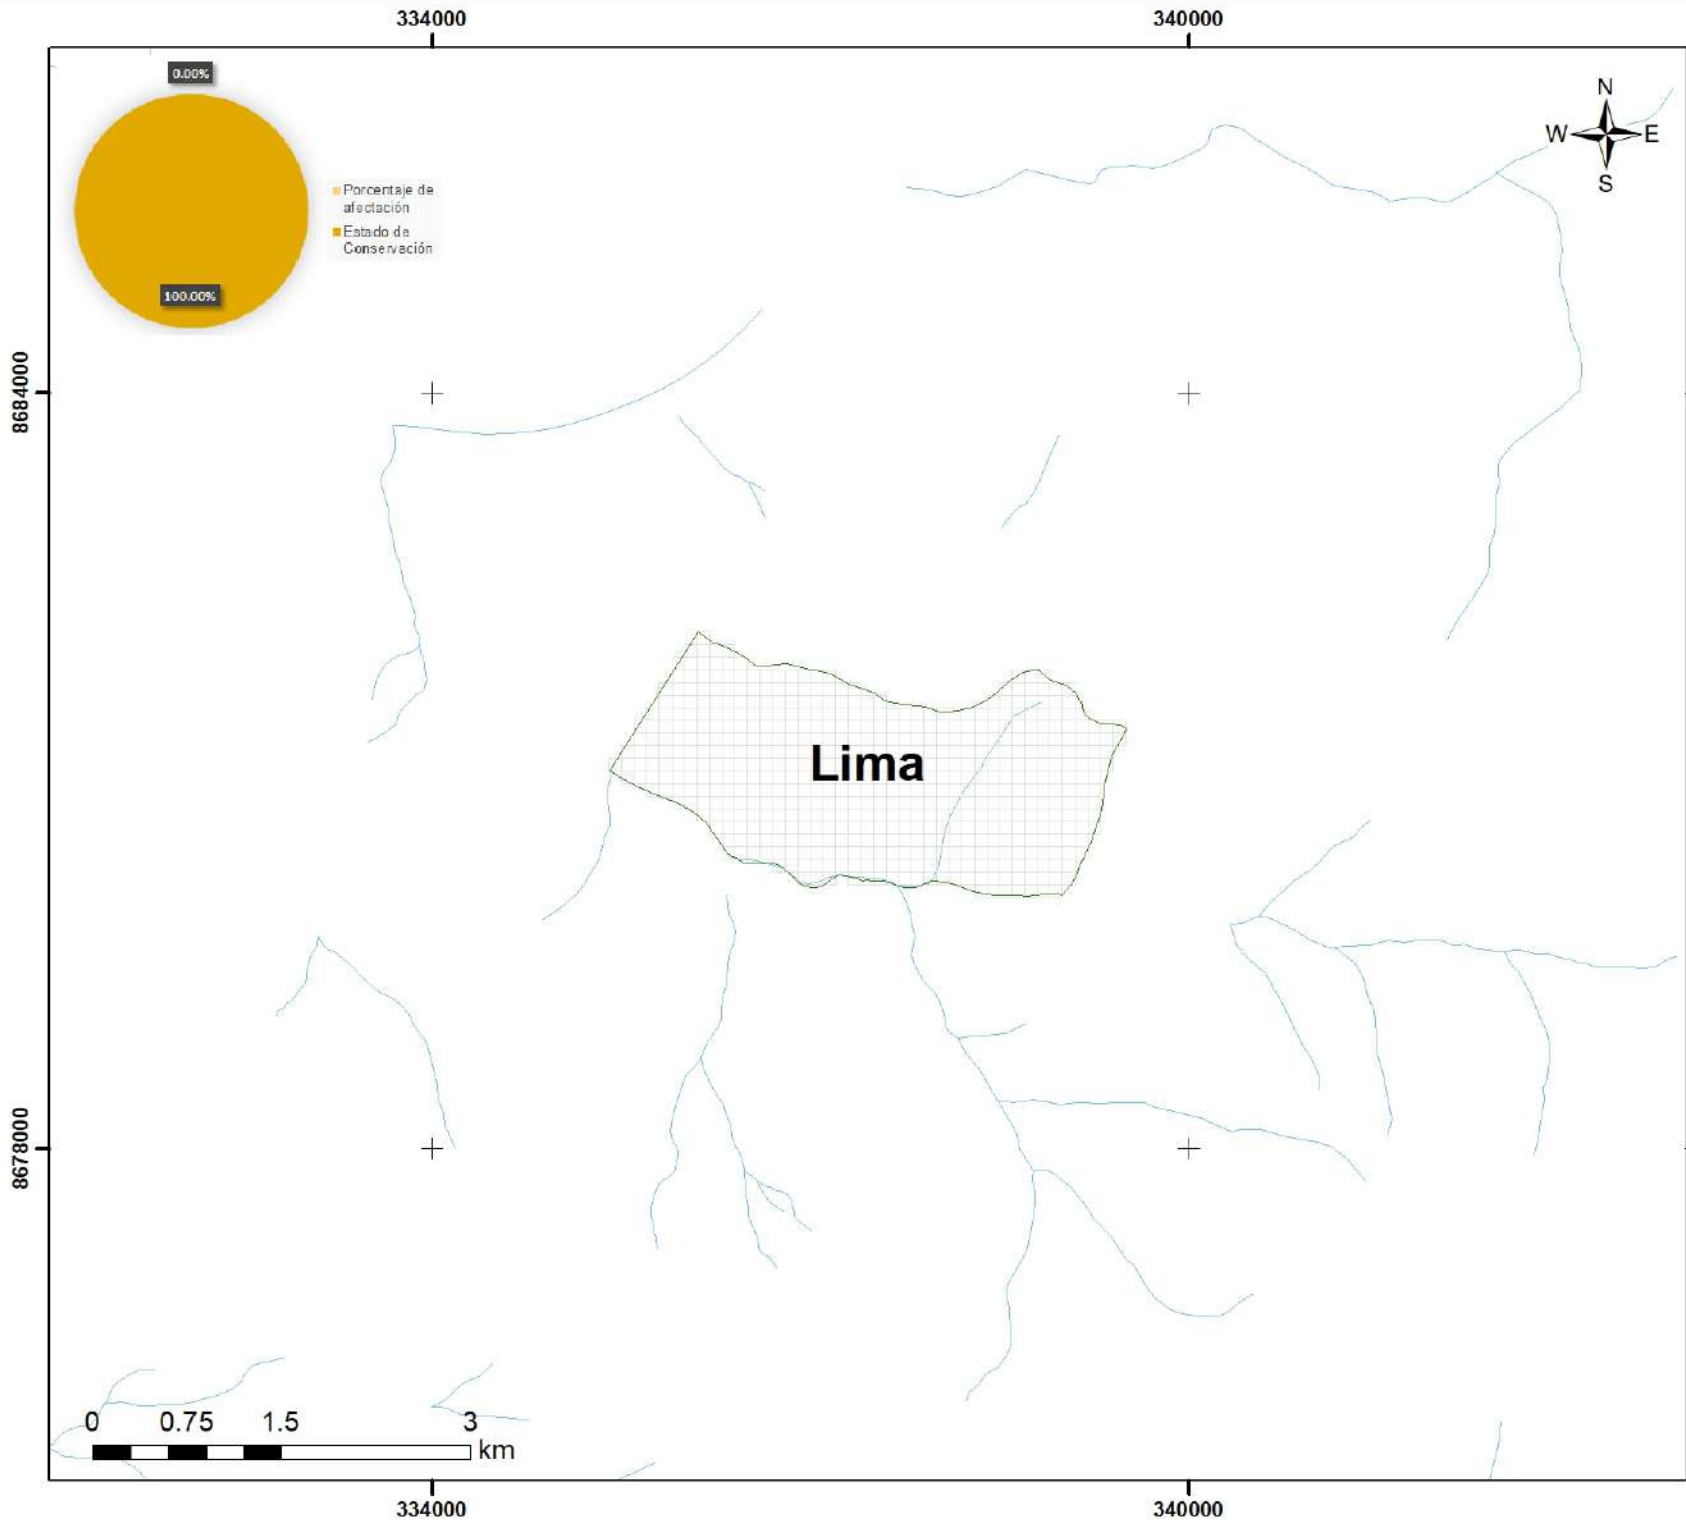 334000
340000
0.00%
N
W
E
S
Porcentaje de
afectación
Estado de
Conservación
100.00%
8684000
Lima
8678000
0
0.75
1.5
3
km
334000
340000